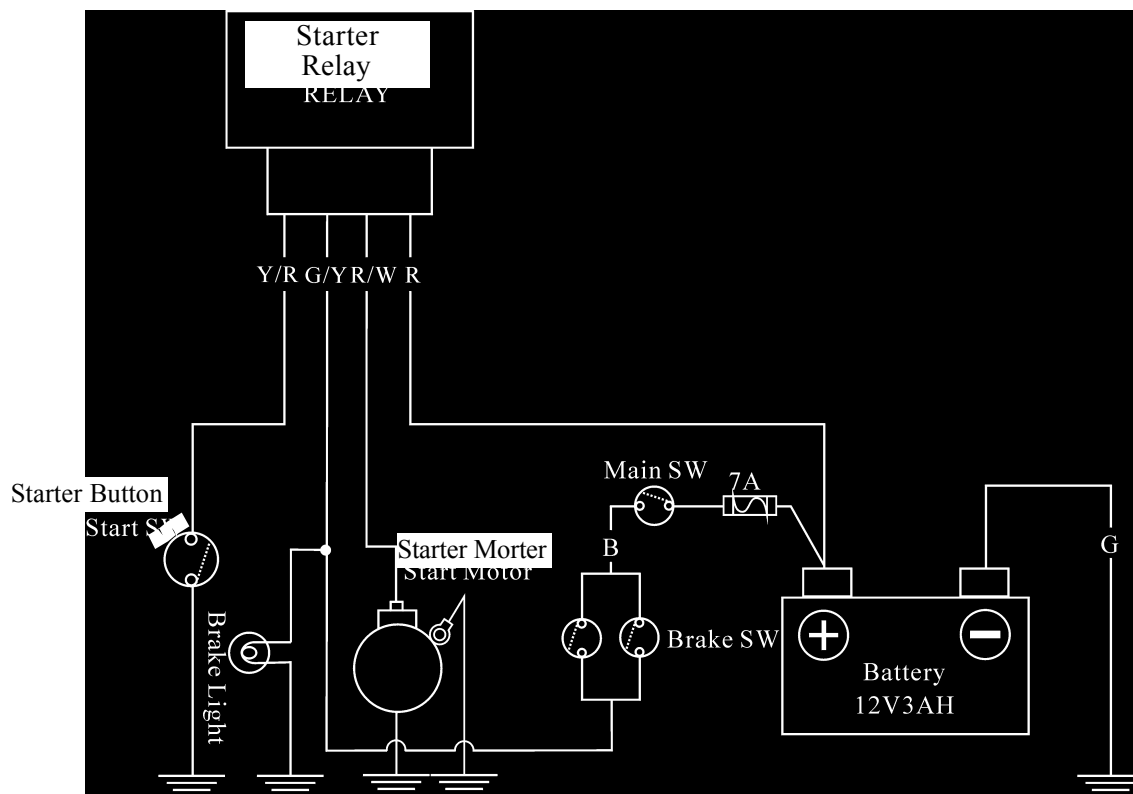 Starter
Relay
RELAY
Y/R G/Y R/W R
Main SW
7A
Starter Button
Start SW
B
G
Starter Morter
Start Motor
Brake Light
Brake SW
+
−
Battery
12V3AH